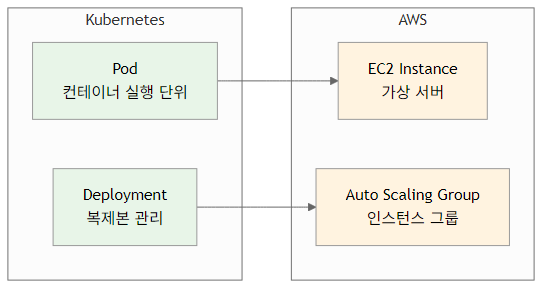 Kubernetes
Pod
컨테이너 실행 단위
Deployment
복제본 관리
AWS
EC2 Instance
가상 서버
Auto Scaling Group
인스턴스 그룹